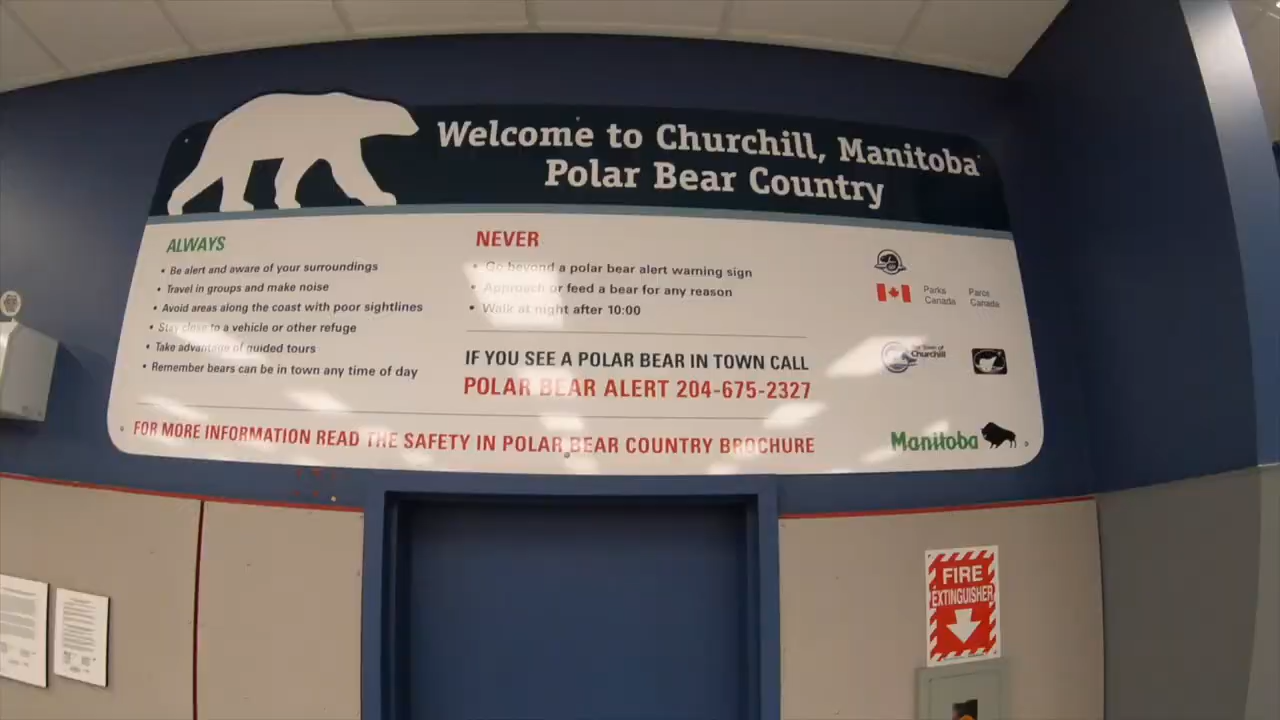 Welcome to Churchill, Manitoba
Polar Bear Country
ALWAYS
• Be alert and aware of your surroundings
• Travel in groups and make noise
• Avoid areas along the coast with poor sightlines
• Stay close to a vehicle or other refuge
• Take advantage of guided tours
• Remember bears can be in town any time of day
NEVER
• Go beyond a polar bear alert warning sign
• Approach or feed a bear for any reason
• Walk at night after 10:00
IF YOU SEE A POLAR BEAR IN TOWN CALL
POLAR BEAR ALERT 204-675-2327
FOR MORE INFORMATION READ THE SAFETY IN POLAR BEAR COUNTRY BROCHURE
Parks Canada
Parcs Canada
The Town of
Churchill
Manitoba
FIRE
EXTINGUISHER